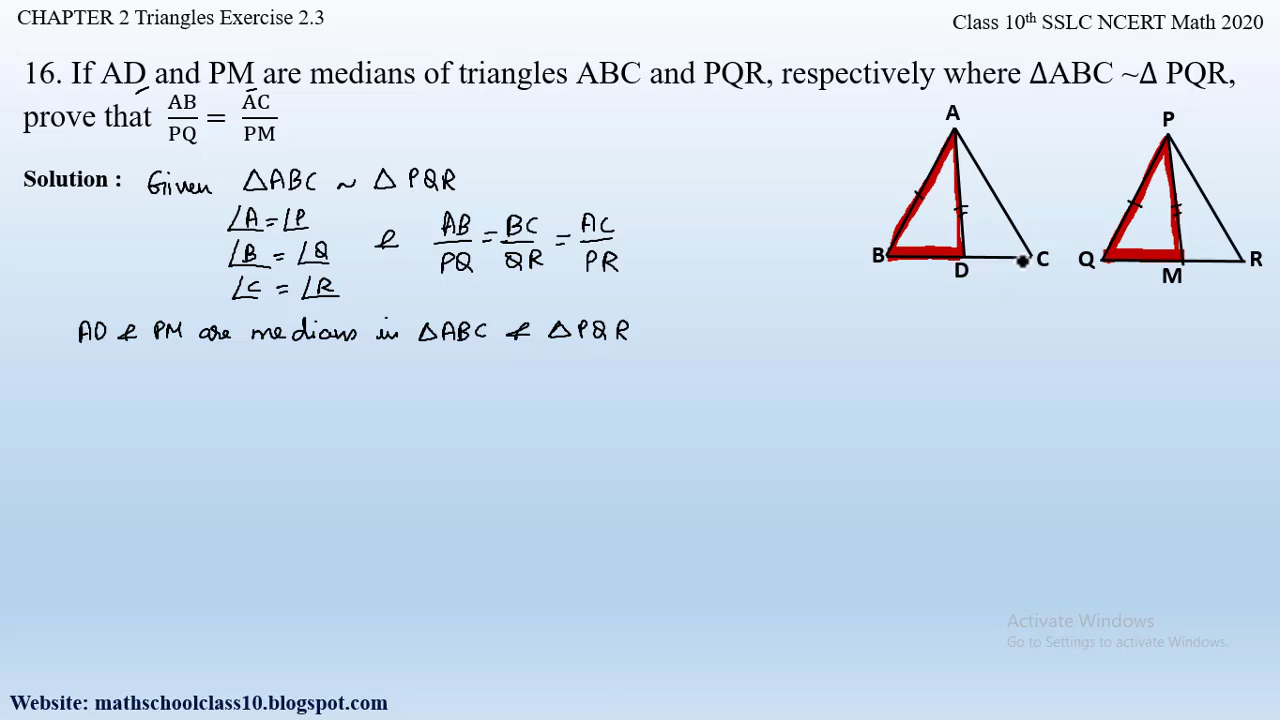 CHAPTER 2 Triangles Exercise 2.3
Class 10th SSLC NCERT Math 2020
16. If AD and PM are medians of triangles ABC and PQR, respectively where ΔABC ~Δ PQR,
prove that AB/PQ = AC/PM
Solution : Given ΔABC ~ Δ PQR
∠A = ∠P
∠B = ∠Q & AB/PQ = BC/QR = AC/PR
∠C = ∠R
AD & PM are medians in ΔABC & ΔPQR
A
B
D
C
P
Q
M
R
Activate Windows
Go to Settings to activate Windows.
Website: mathschoolclass10.blogspot.com